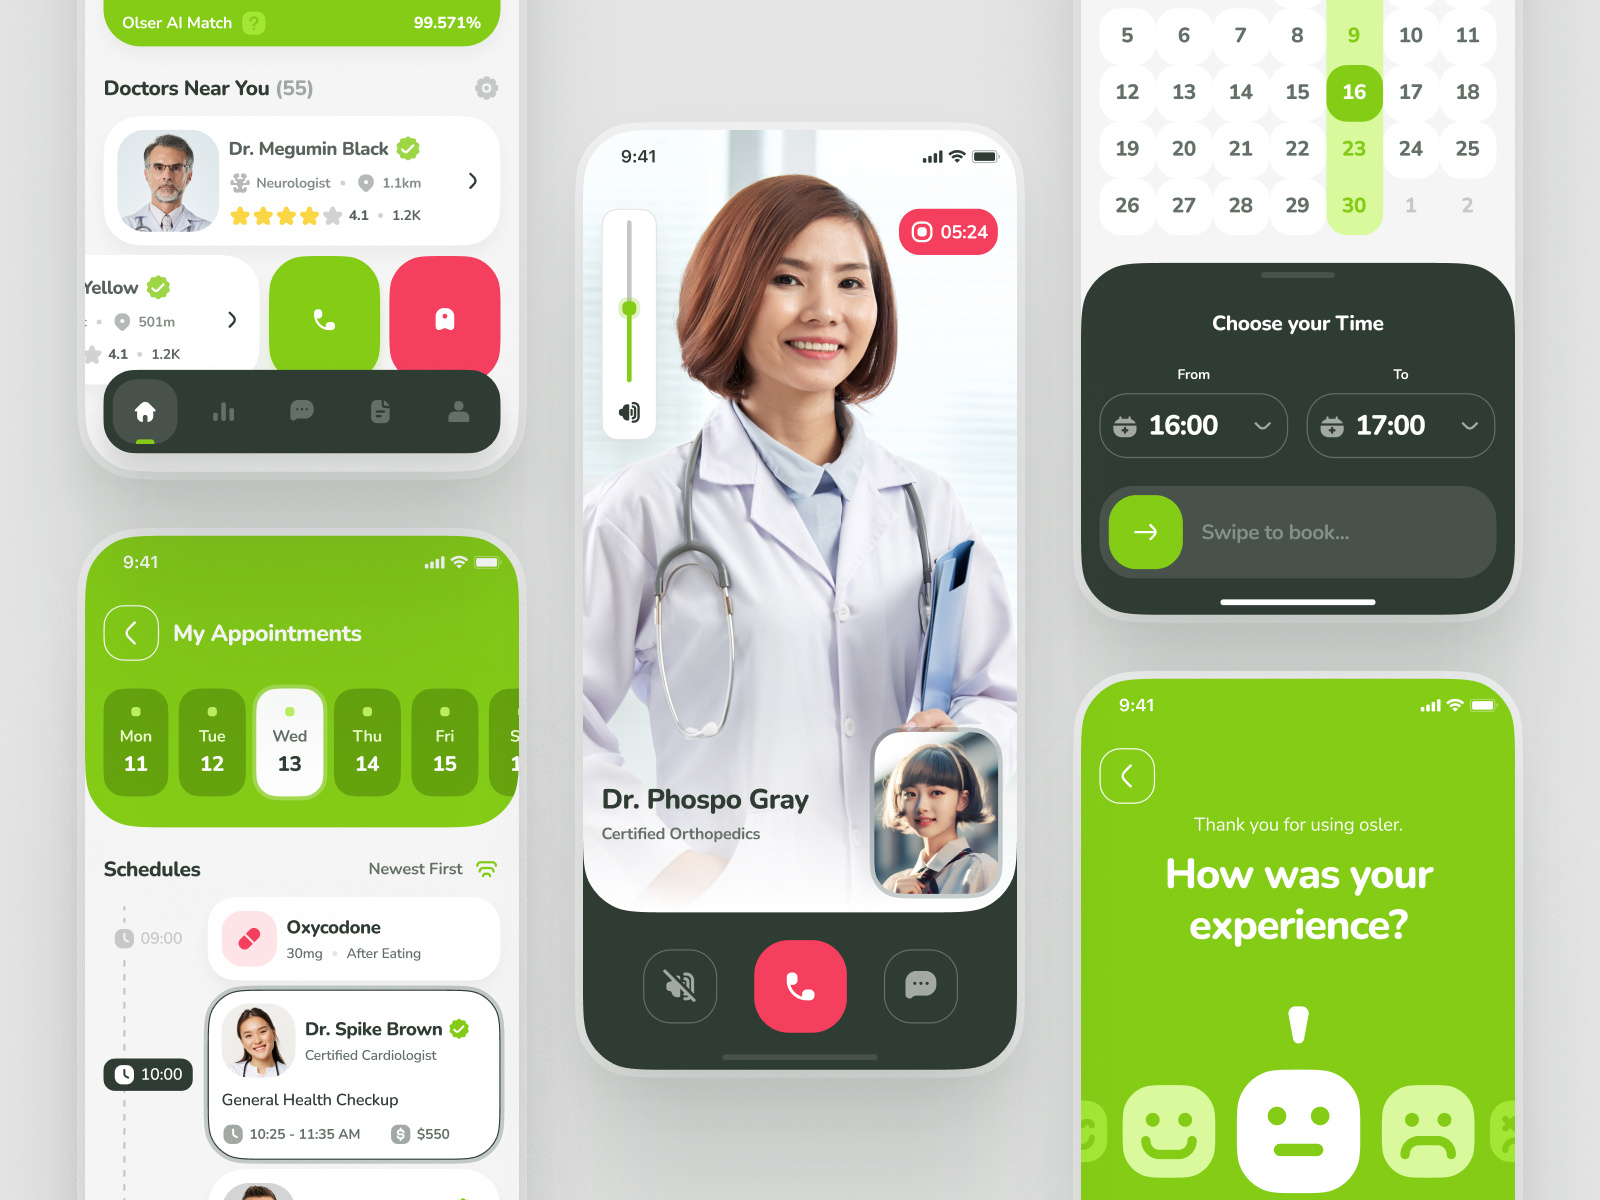 Olser AI Match ? 99.571%
Doctors Near You (55)
Dr. Megumin Black
Neurologist • 1.1km
4.1 • 1.2K
Yellow
501m
4.1 • 1.2K
9:41
My Appointments
Mon Tue Wed Thu Fri S
11 12 13 14 15 1
Schedules Newest First
09:00
Oxycodone
30mg • After Eating
10:00
Dr. Spike Brown
Certified Cardiologist
General Health Checkup
10:25 - 11:35 AM $ $550
9:41
05:24
Dr. Phospo Gray
Certified Orthopedics
5 6 7 8 9 10 11
12 13 14 15 16 17 18
19 20 21 22 23 24 25
26 27 28 29 30 1 2
Choose your Time
From To
16:00 17:00
Swipe to book...
9:41
Thank you for using osler.
How was your
experience?